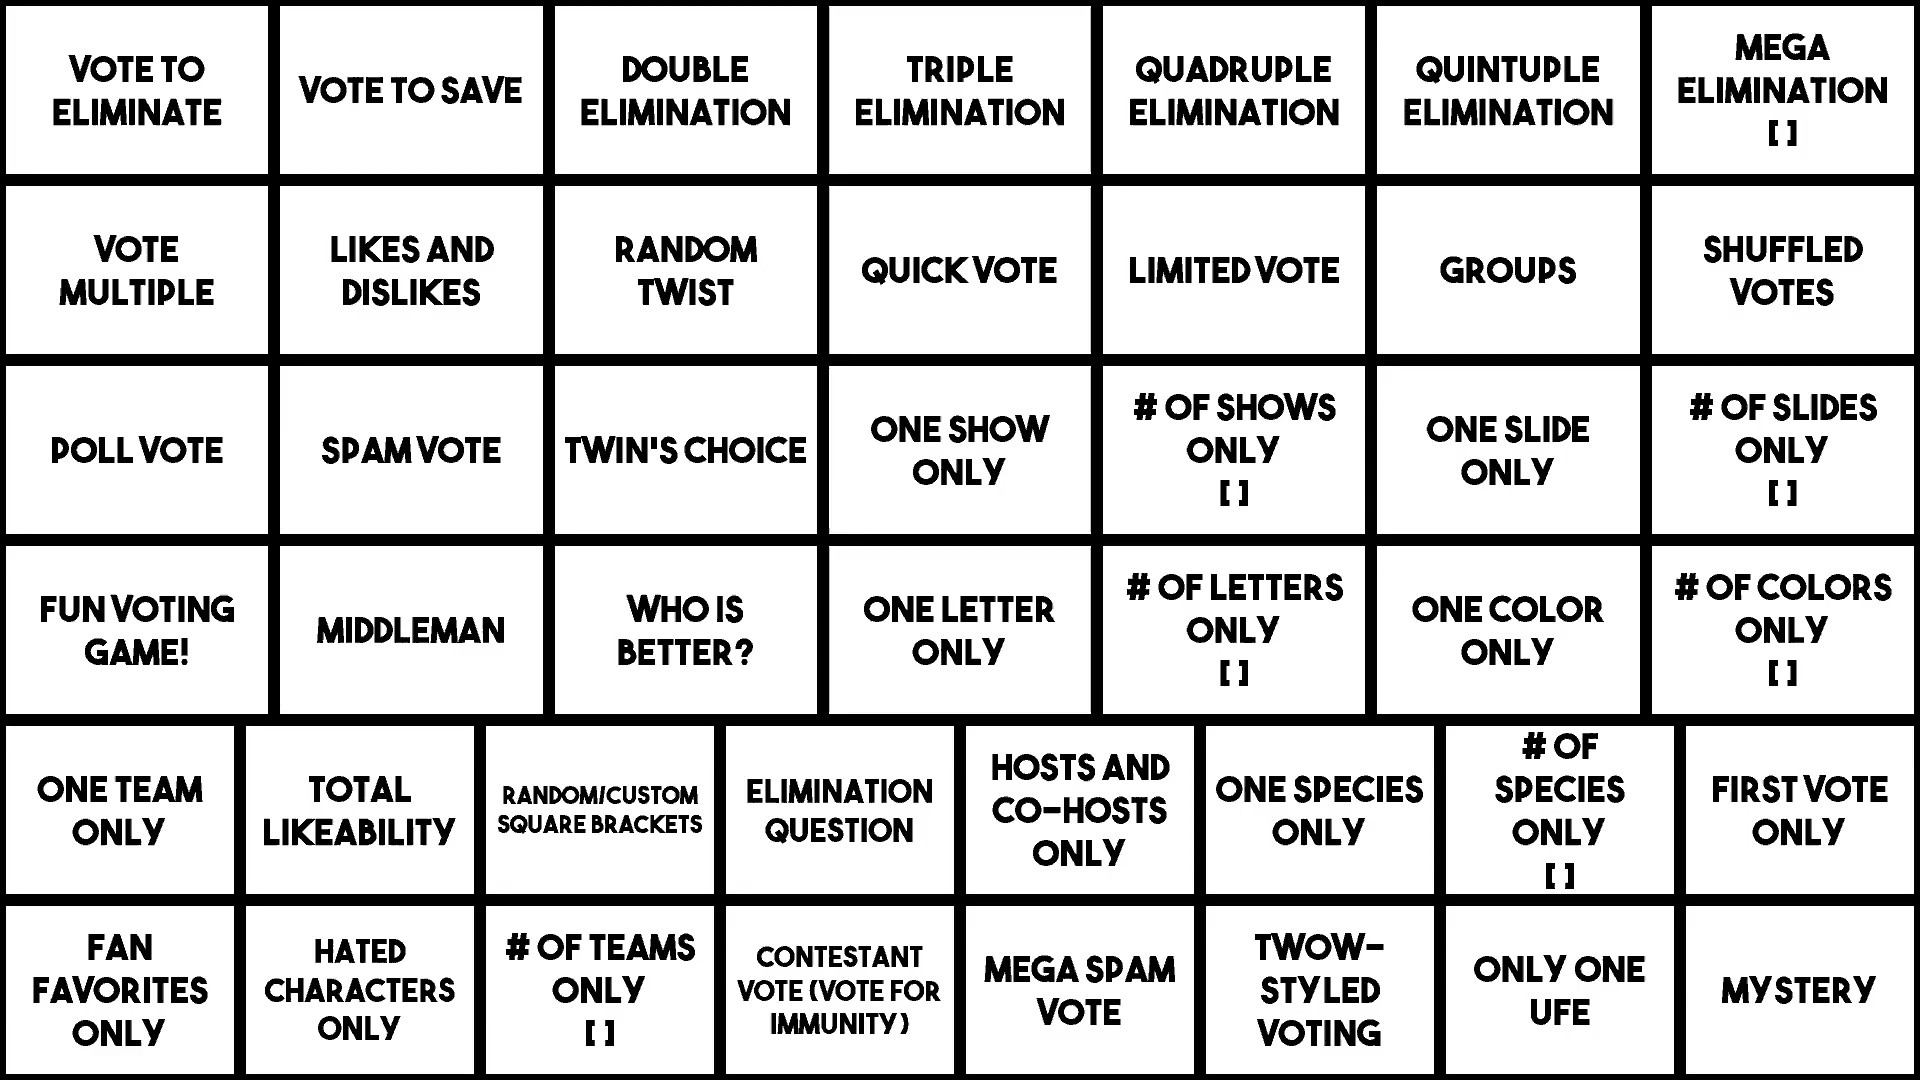 VOTE TO
ELIMINATE
VOTE TO SAVE
DOUBLE
ELIMINATION
TRIPLE
ELIMINATION
QUADRUPLE
ELIMINATION
QUINTUPLE
ELIMINATION
MEGA
ELIMINATION
[ ]
VOTE
MULTIPLE
LIKES AND
DISLIKES
RANDOM
TWIST
QUICK VOTE
LIMITED VOTE
GROUPS
SHUFFLED
VOTES
POLL VOTE
SPAM VOTE
TWIN'S CHOICE
ONE SHOW
ONLY
# OF SHOWS
ONLY
[ ]
ONE SLIDE
ONLY
# OF SLIDES
ONLY
[ ]
FUN VOTING
GAME!
MIDDLEMAN
WHO IS
BETTER?
ONE LETTER
ONLY
# OF LETTERS
ONLY
[ ]
ONE COLOR
ONLY
# OF COLORS
ONLY
[ ]
ONE TEAM
ONLY
TOTAL
LIKEABILITY
RANDOM/CUSTOM
SQUARE BRACKETS
ELIMINATION
QUESTION
HOSTS AND
CO-HOSTS
ONLY
ONE SPECIES
ONLY
# OF
SPECIES
ONLY
[ ]
FIRST VOTE
ONLY
FAN
FAVORITES
ONLY
HATED
CHARACTERS
ONLY
# OF TEAMS
ONLY
[ ]
CONTESTANT
VOTE (VOTE FOR
IMMUNITY)
MEGA SPAM
VOTE
TWOW-
STYLED
VOTING
ONLY ONE
UFE
MYSTERY